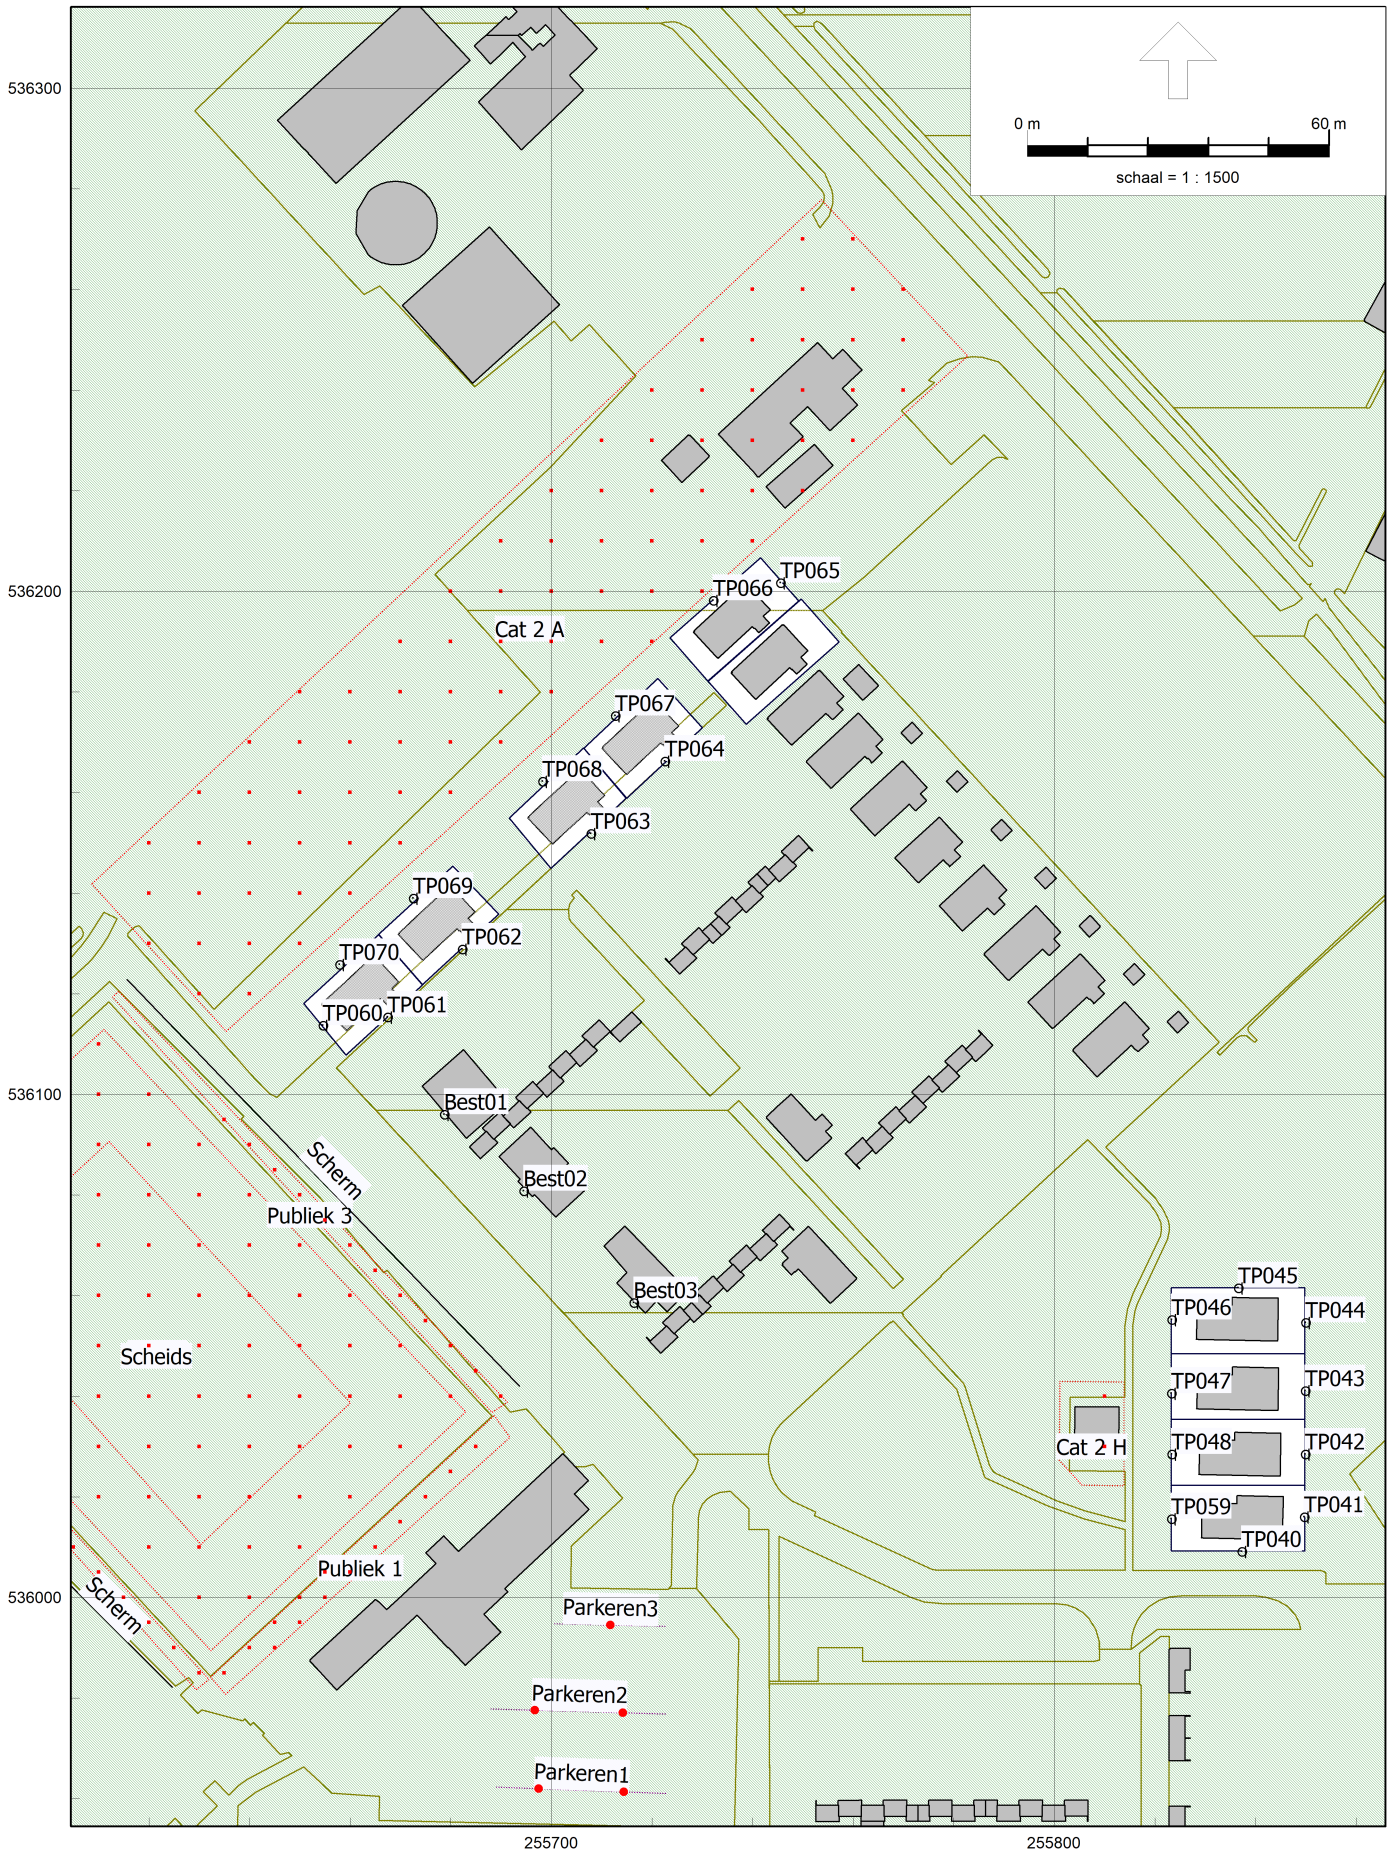 536300
0 m
60 m
schaal = 1 : 1500
TP065
TP066
536200
Cat 2 A
TP067
TP064
TP068
TP063
TP069
TP062
TP070
TP061
TP060
536100
Best01
Scherm
Best02
Publiek 3
Best03
TP045
TP046
TP044
Scheids
TP047
TP043
Cat 2 H
TP048
TP042
TP059
TP041
TP040
Publiek 1
536000
Scherm
Parkeren3
Parkeren2
Parkeren1
255700
255800